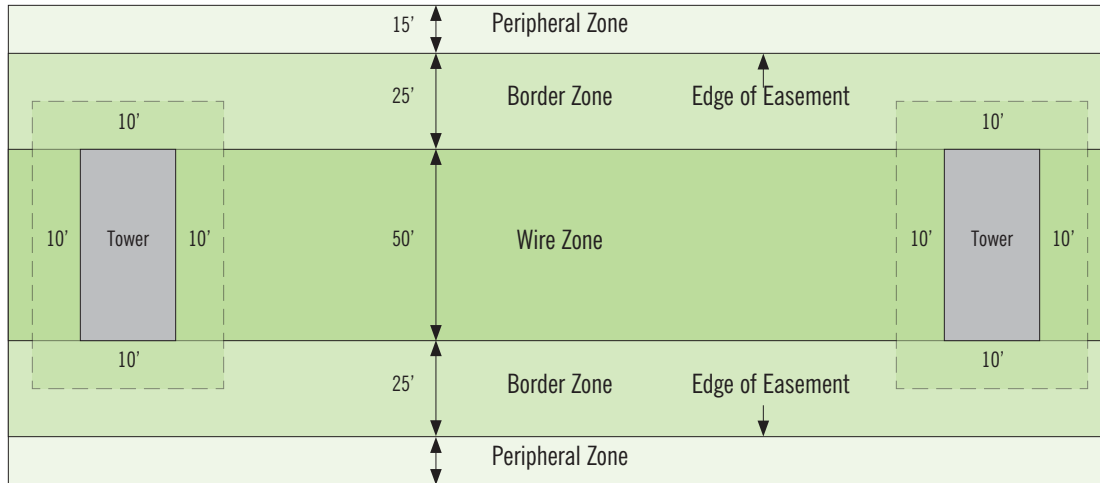 15’ Peripheral Zone
25’ Border Zone Edge of Easement
10’ 10’
10’ Tower 10’ 50’ Wire Zone 10’ Tower 10’
10’ 10’
25’ Border Zone Edge of Easement
Peripheral Zone